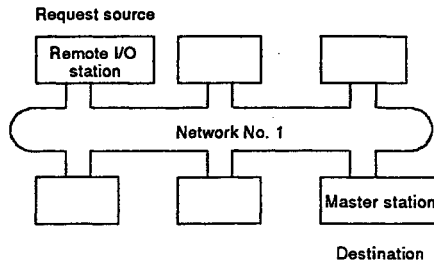 Request source
Remote I/O
station
Network No. 1
Master station
Destination